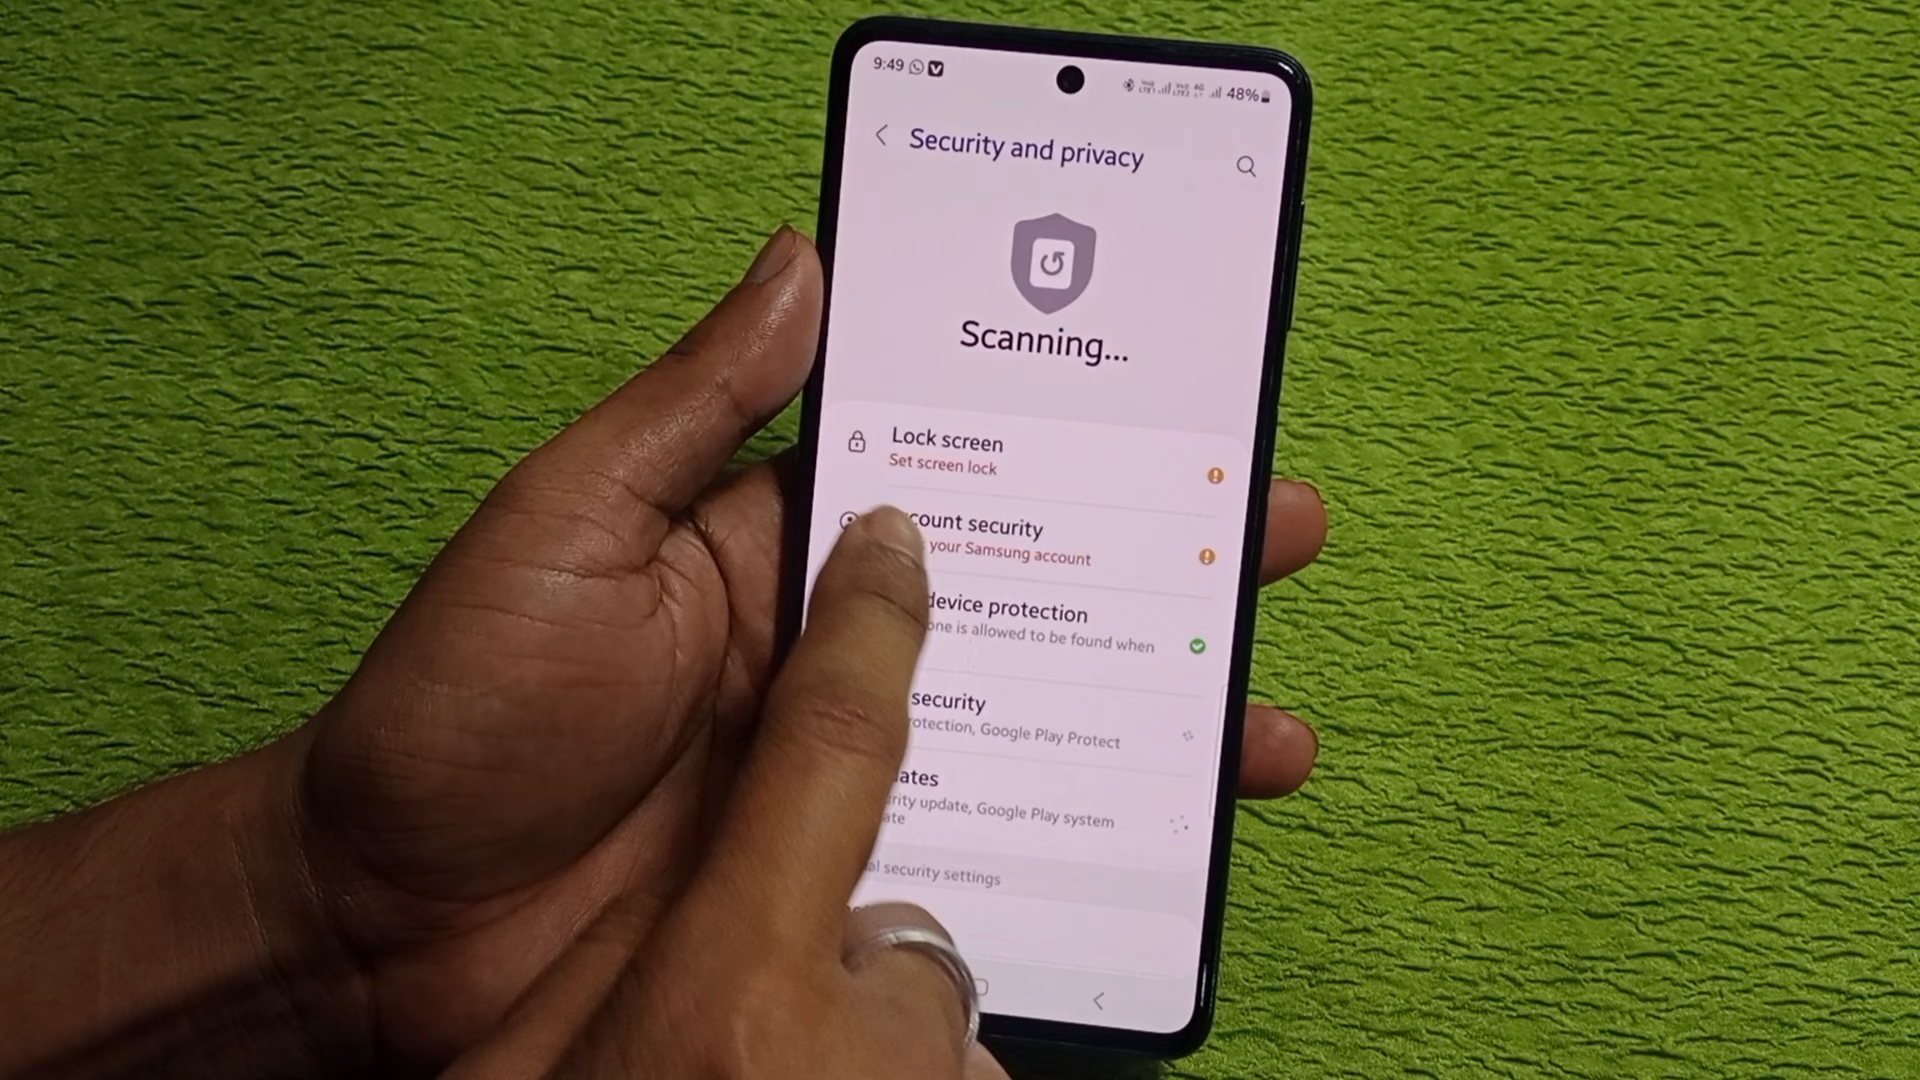 9:49
48%
Security and privacy
Scanning...
Lock screen
Set screen lock
count security
your Samsung account
device protection
one is allowed to be found when
security
otection, Google Play Protect
ates
rity update, Google Play system
ate
al security settings